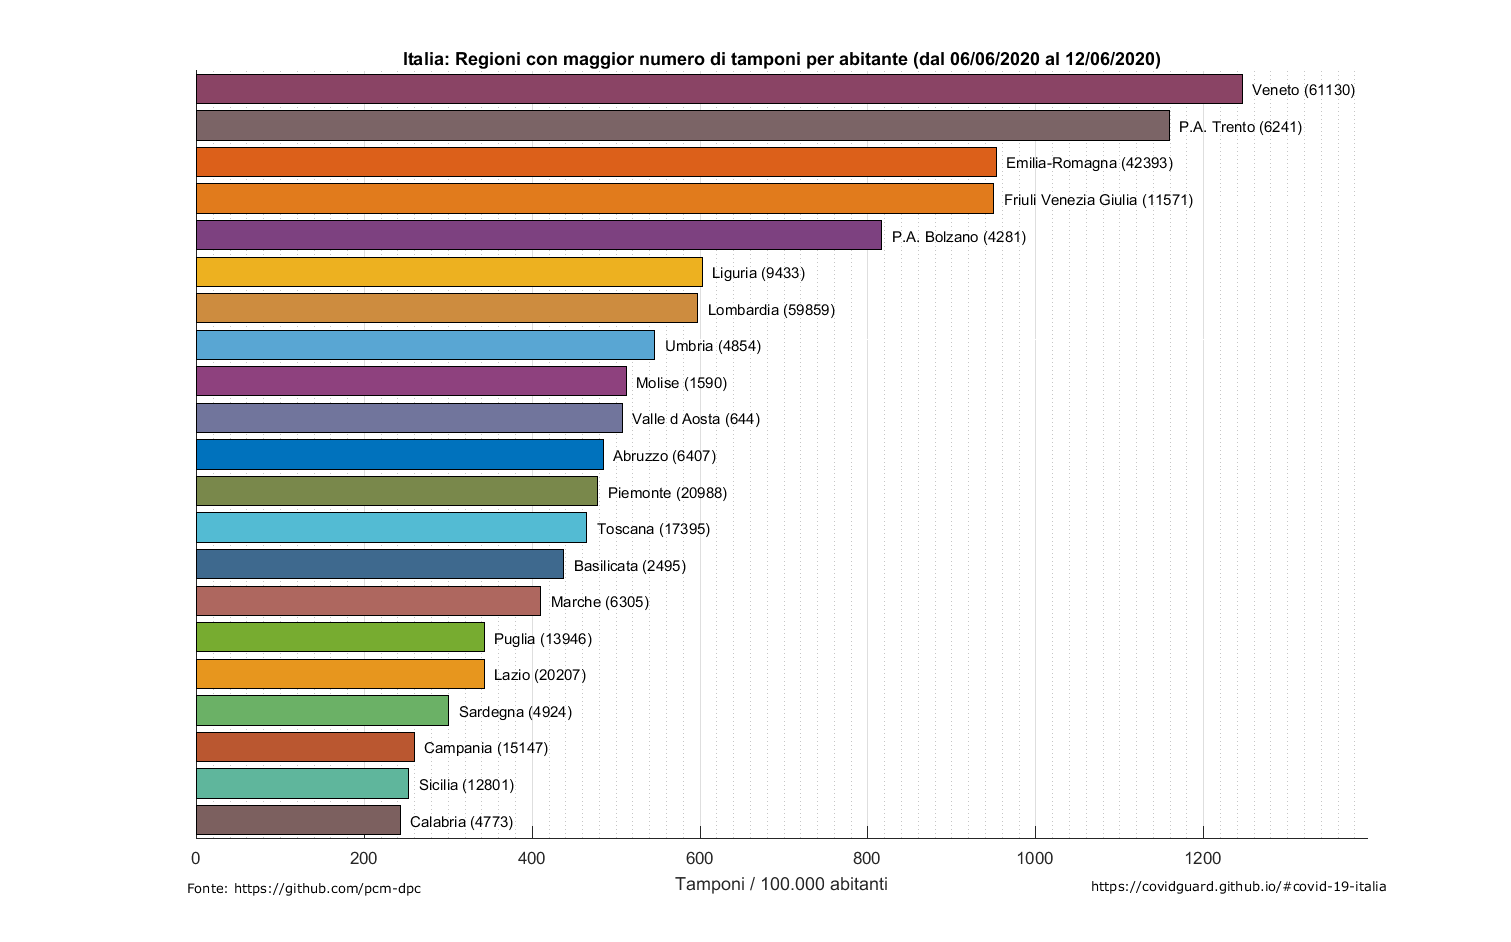 Italia: Regioni con maggior numero di tamponi per abitante (dal 06/06/2020 al 12/06/2020)
Veneto (61130)
P.A. Trento (6241)
Emilia-Romagna (42393)
Friuli Venezia Giulia (11571)
P.A. Bolzano (4281)
Liguria (9433)
Lombardia (59859)
Umbria (4854)
Molise (1590)
Valle d Aosta (644)
Abruzzo (6407)
Piemonte (20988)
Toscana (17395)
Basilicata (2495)
Marche (6305)
Puglia (13946)
Lazio (20207)
Sardegna (4924)
Campania (15147)
Sicilia (12801)
Calabria (4773)
0 200 400 600 800 1000 1200
Tamponi / 100.000 abitanti
Fonte: https://github.com/pcm-dpc
https://covidguard.github.io/#covid-19-italia